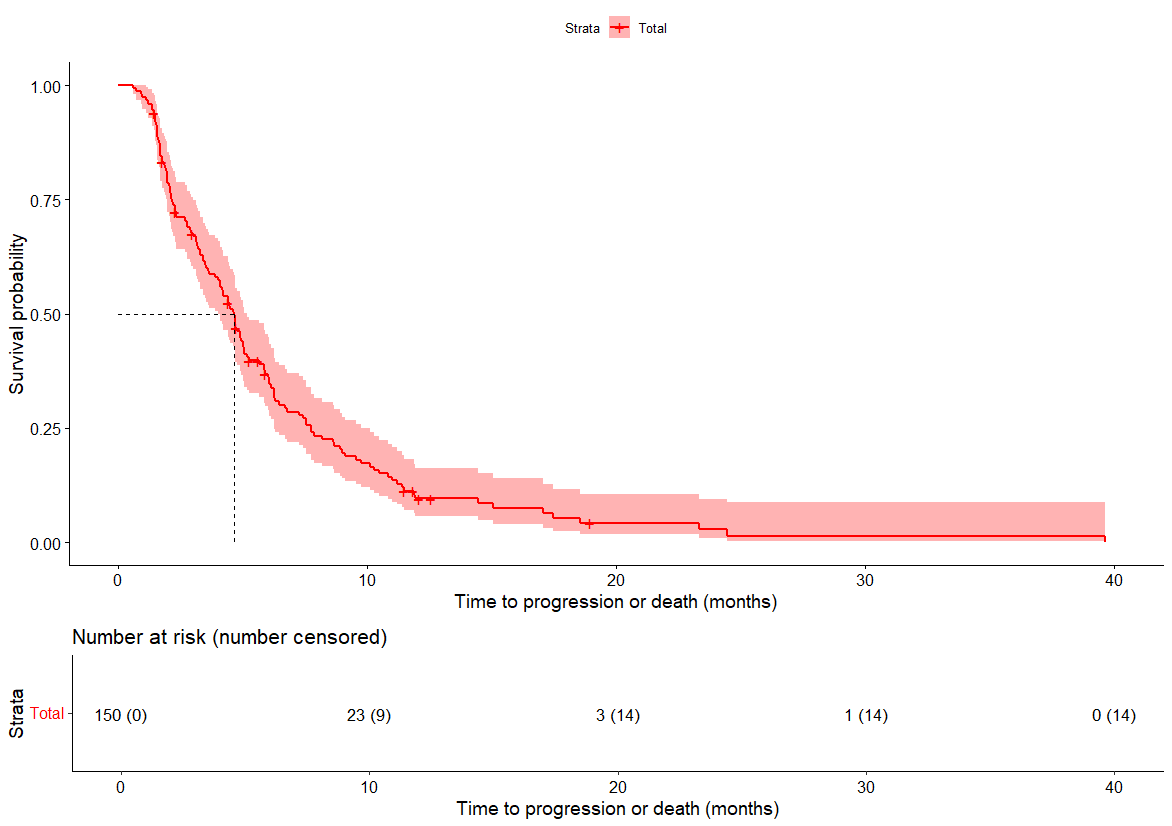 Strata Total
1.00
0.75
0.50
0.25
0.00
Survival probability
0 10 20 30 40
Time to progression or death (months)
Number at risk (number censored)
Strata
Total 150 (0) 23 (9) 3 (14) 1 (14) 0 (14)
0 10 20 30 40
Time to progression or death (months)